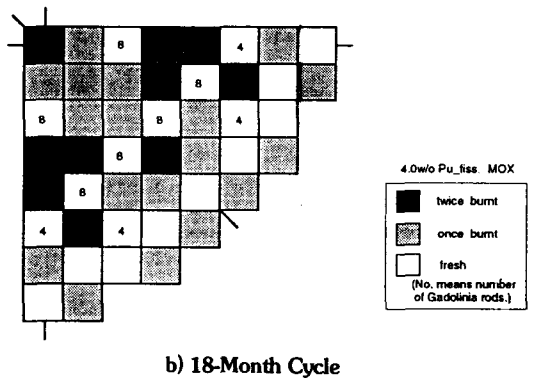 8 4
8
8 8 4
8
8
4 4
4.0w/o Pu_fiss. MOX
twice burnt
once burnt
fresh
(No. means number
of Gadolinia rods.)
b) 18-Month Cycle